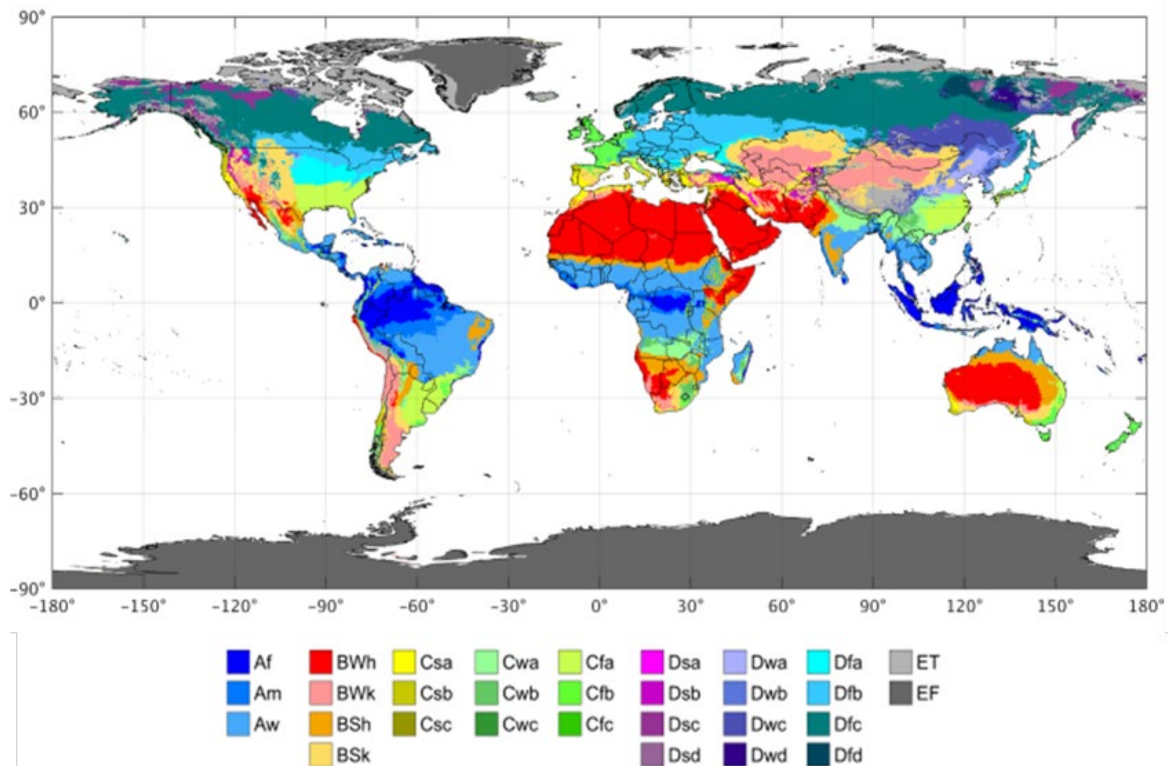 90°
60°
30°
0°
−30°
−60°
−90°
−180° −150° −120° −90° −60° −30° 0° 30° 60° 90° 120° 150° 180°
Af BWh Csa Cwa Cfa Dsa Dwa Dfa ET
Am BWk Csb Cwb Cfb Dsb Dwb Dfb EF
Aw BSh Csc Cwc Cfc Dsc Dwc Dfc
BSk Dsd Dwd Dfd